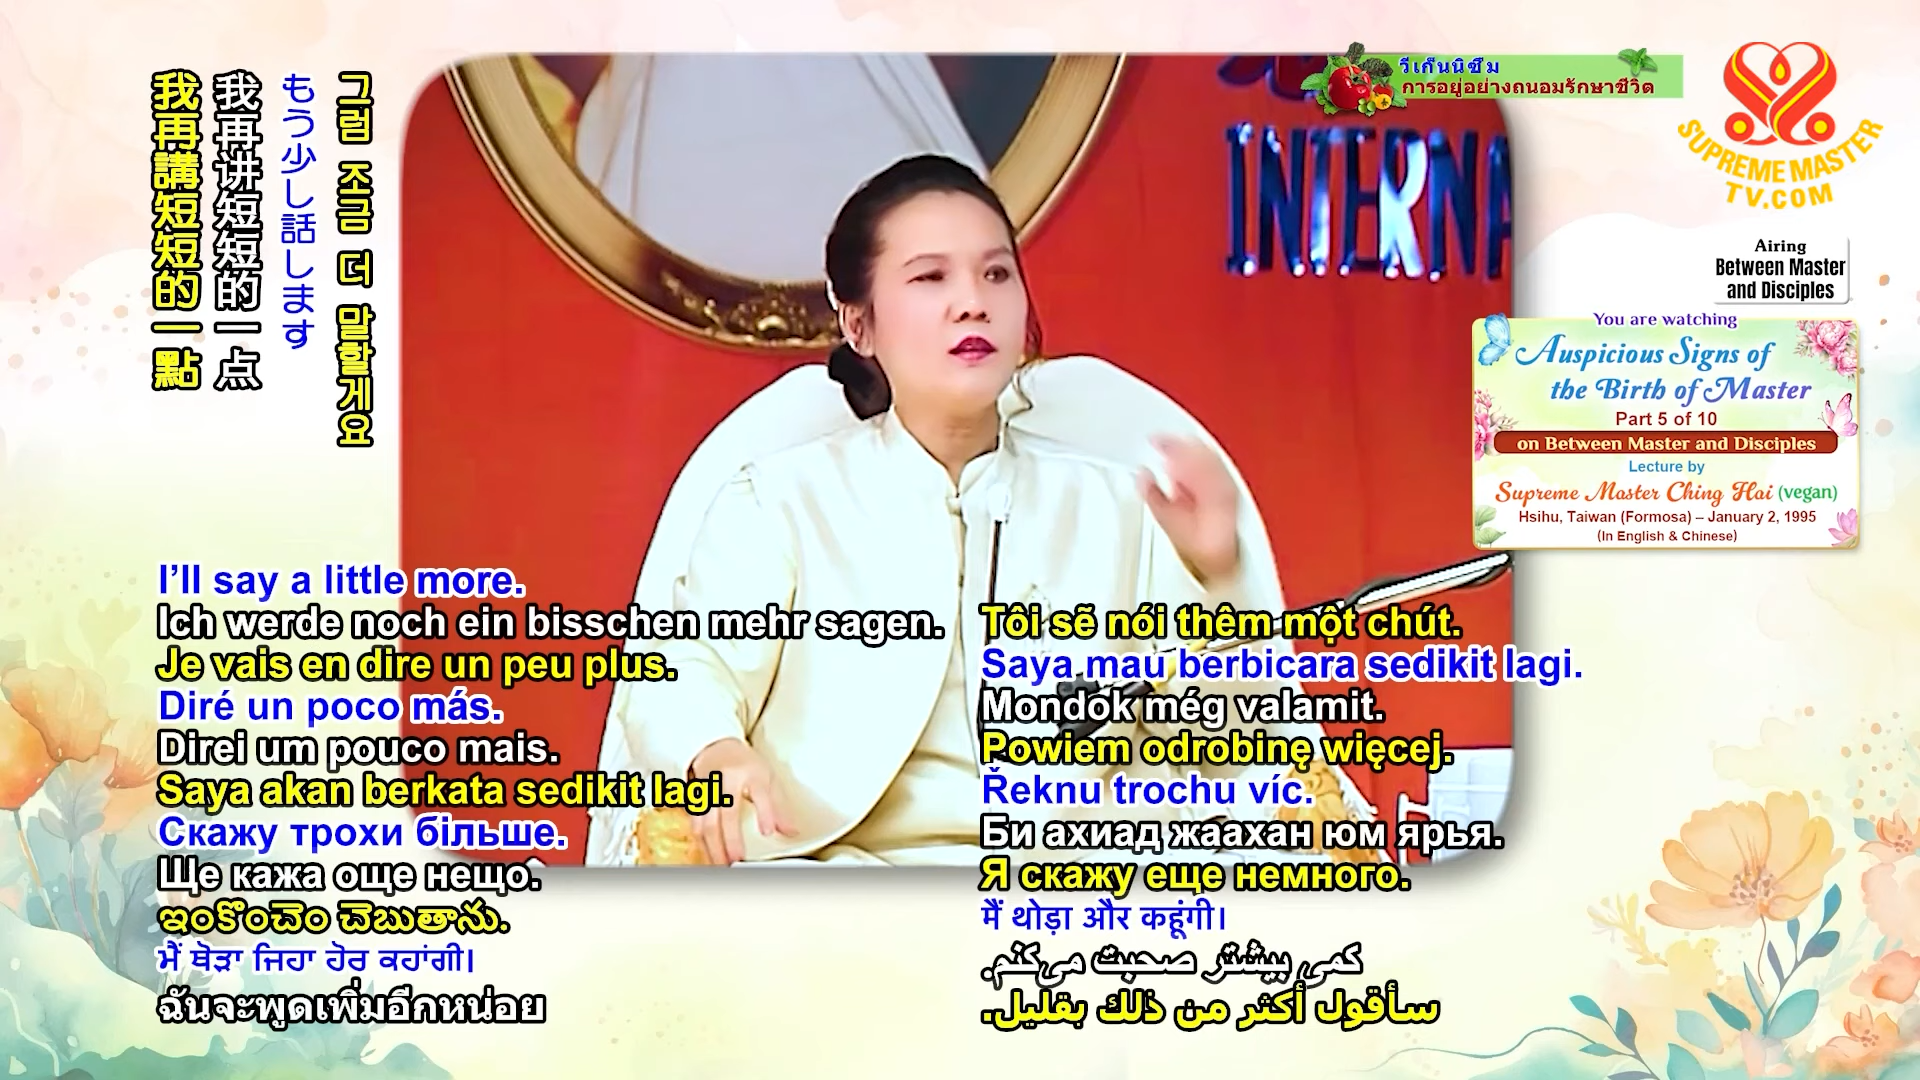 我再講短短的一點
我再讲短短的一点
もう少し話します
그럼 조금 더 말할게요
INTERNA
วีแก็นนิซึม
การอยู่อย่างถนอมรักษาชีวิต
SUPREME MASTER
TV.COM
Airing
Between Master
and Disciples
You are watching
Auspicious Signs of
the Birth of Master
Part 5 of 10
on Between Master and Disciples
Lecture by
Supreme Master Ching Hai (vegan)
Hsihu, Taiwan (Formosa) – January 2, 1995
(In English & Chinese)
I’ll say a little more.
Ich werde noch ein bisschen mehr sagen.
Je vais en dire un peu plus.
Diré un poco más.
Direi um pouco mais.
Saya akan berkata sedikit lagi.
Скажу трохи більше.
Ще кажа още нещо.
ఇంకొంచెం చెబుతాను.
ਮੈਂ ਥੋੜਾ ਜਿਹਾ ਹੋਰ ਕਹਾਂਗੀ।
ฉันจะพูดเพิ่มอีกหน่อย
Tôi sẽ nói thêm một chút.
Saya mau berbicara sedikit lagi.
Mondok még valamit.
Powiem odrobinę więcej.
Řeknu trochu víc.
Би ахиад жаахан юм ярья.
Я скажу еще немного.
मैं थोड़ा और कहूंगी।
کمی بیشتر صحبت می‌کنم.
سأقول أكثر من ذلك بقليل.